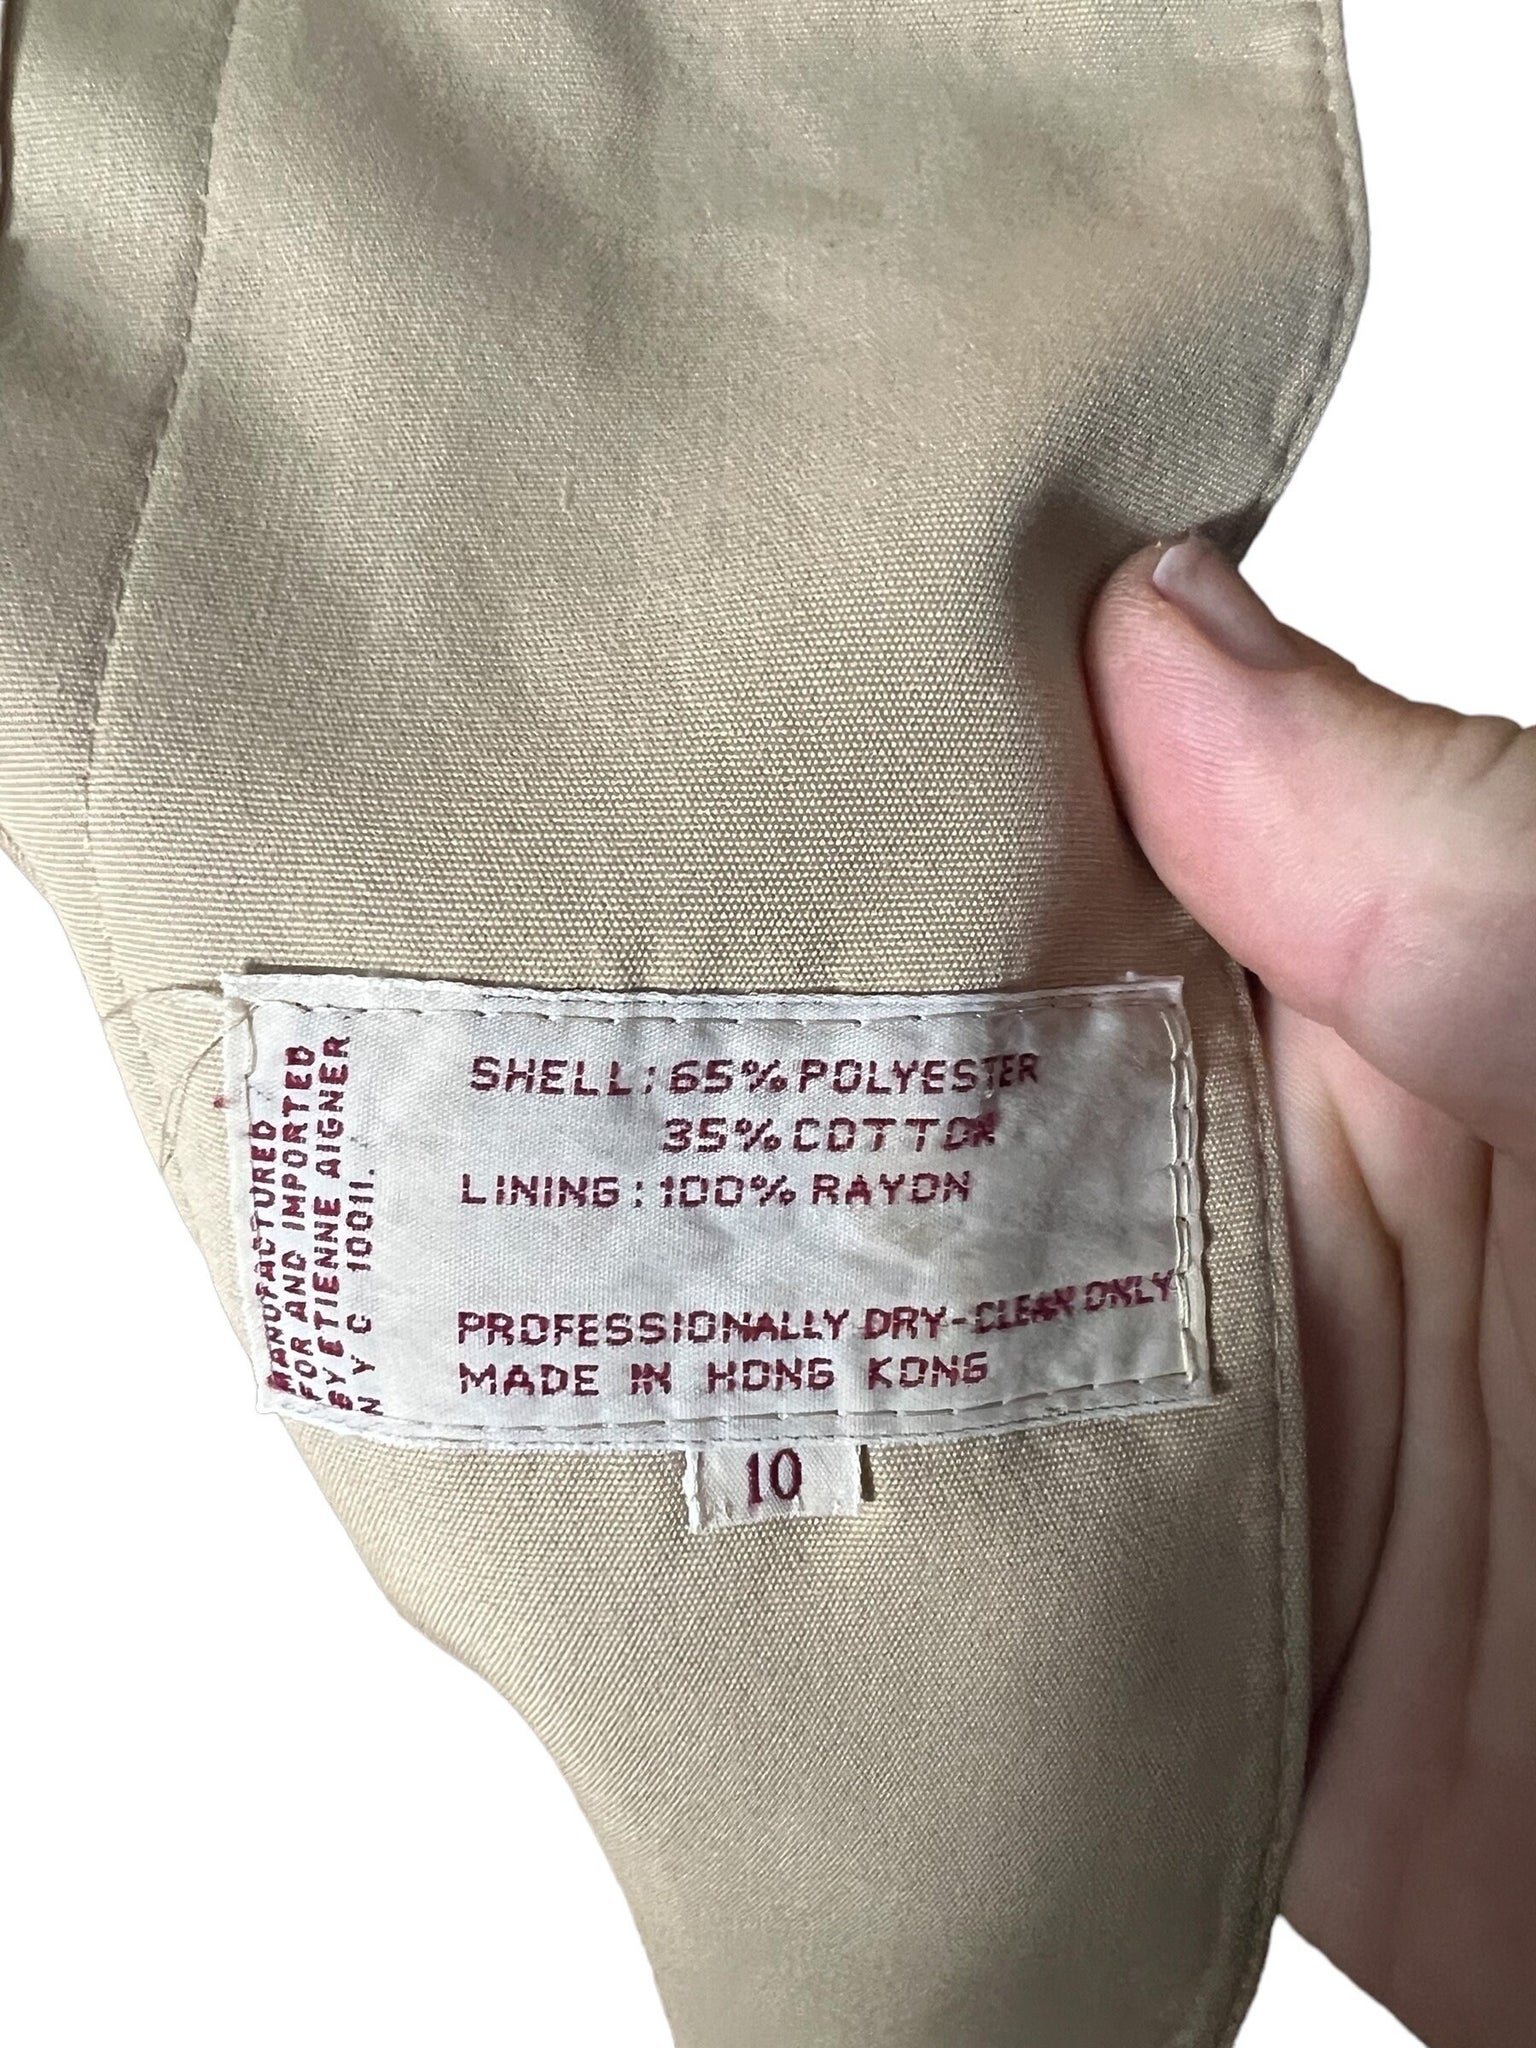 SHELL: 65% POLYESTER
35% COTTON
LINING: 100% RAYON
PROFESSIONALLY DRY-CLEAN ONLY
MADE IN HONG KONG
MANUFACTURED
FOR AND IMPORTED
BY ETIENNE AIGNER
N Y C 10011.
10